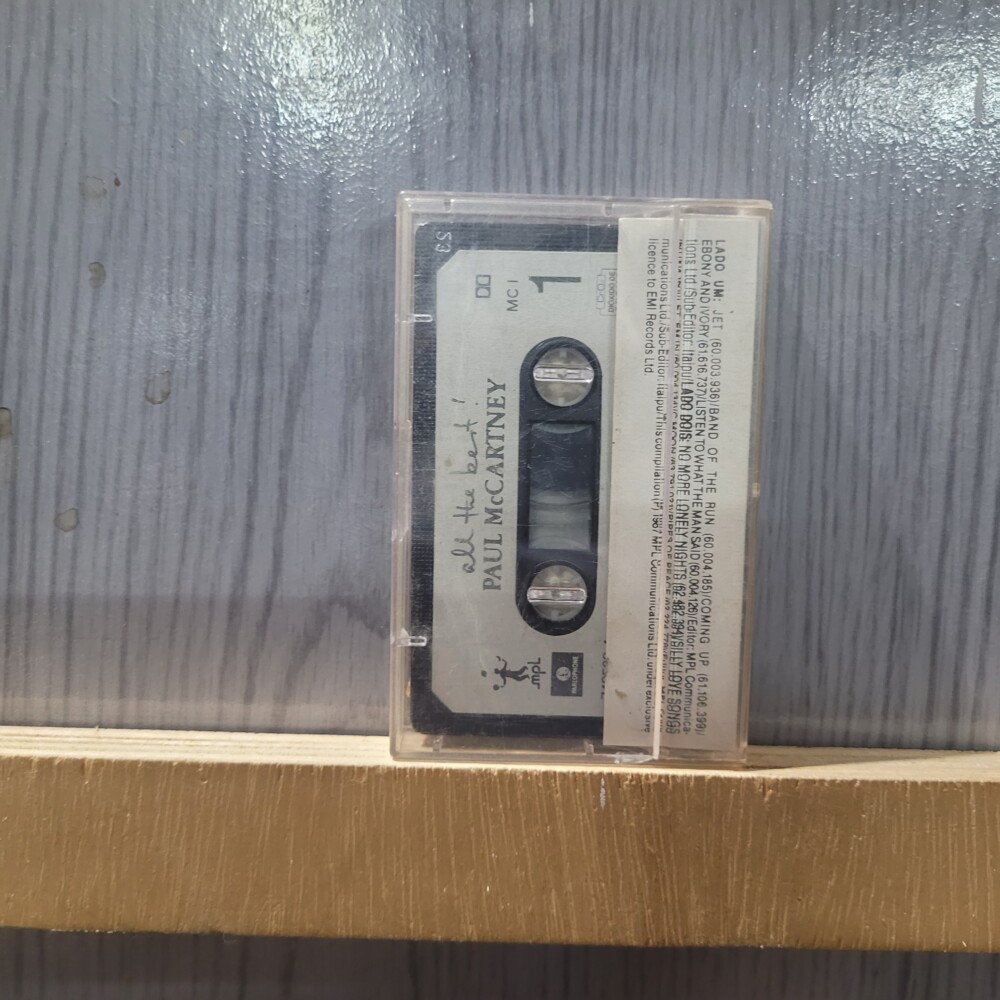 23
MC I
1
all the best!
PAUL McCARTNEY
mpl
PARLOPHONE
LADO UM: JET (60.003.936)/BAND OF THE RUN (60.004.185)/COMING UP (61.106.399)/
EBONY AND IVORY (61.616.737)/LISTEN TO WHAT THE MAN SAID (60.004.126)/Editor: MPL Communica-
tions Ltd./Sub-Editor: Itaipu/LADO DOIS: NO MORE LONELY NIGHTS (62.482.394)/SILLY LOVE SONGS
munications Ltd./Sub-Editor: Itaipu/This compilation (P) 1987 MPL Communications Ltd. under exclusive
licence to EMI Records Ltd.